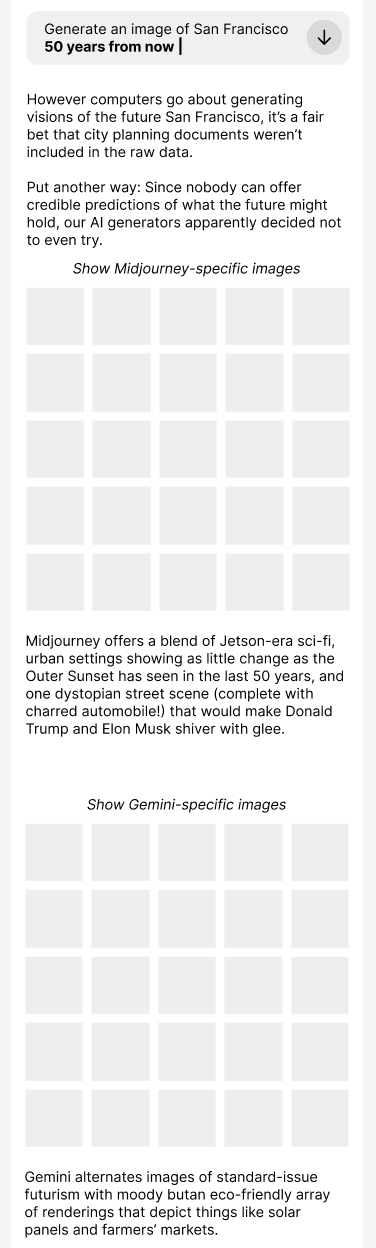 Generate an image of San Francisco
50 years from now |
However computers go about generating
visions of the future San Francisco, it’s a fair
bet that city planning documents weren’t
included in the raw data.
Put another way: Since nobody can offer
credible predictions of what the future might
hold, our AI generators apparently decided not
to even try.
Show Midjourney-specific images
Midjourney offers a blend of Jetson-era sci-fi,
urban settings showing as little change as the
Outer Sunset has seen in the last 50 years, and
one dystopian street scene (complete with
charred automobile!) that would make Donald
Trump and Elon Musk shiver with glee.
Show Gemini-specific images
Gemini alternates images of standard-issue
futurism with moody butan eco-friendly array
of renderings that depict things like solar
panels and farmers’ markets.